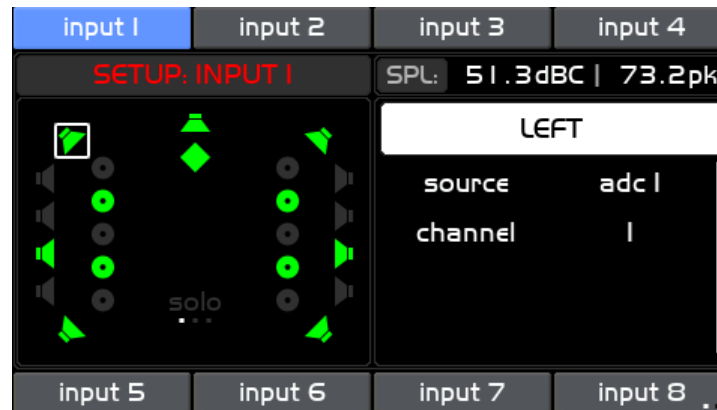 input 1 input 2 input 3 input 4
SETUP: INPUT 1 SPL: 51.3dBC | 73.2pk
LEFT
source adc 1
channel 1
solo
input 5 input 6 input 7 input 8